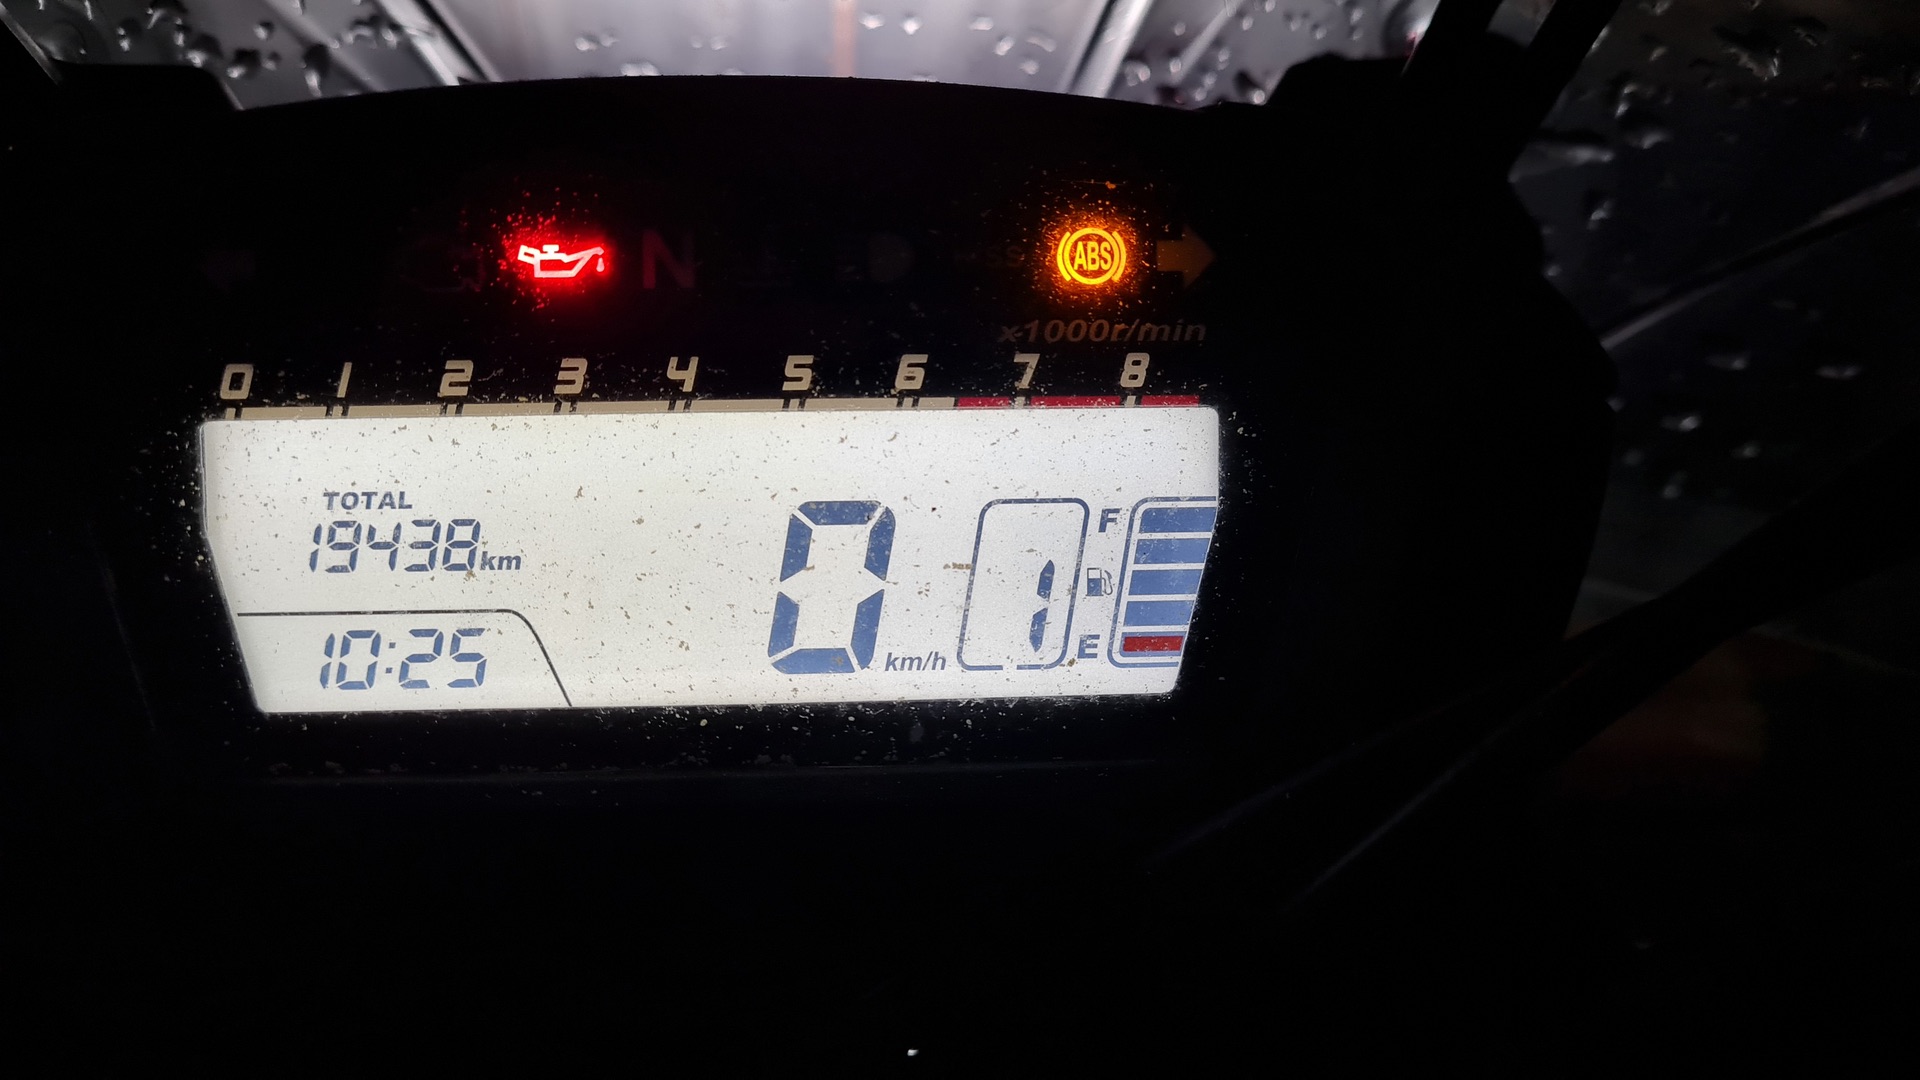 N
ABS
x1000r/min
0 1 2 3 4 5 6 7 8
TOTAL
19438km
10:25
0 km/h
1
F
E